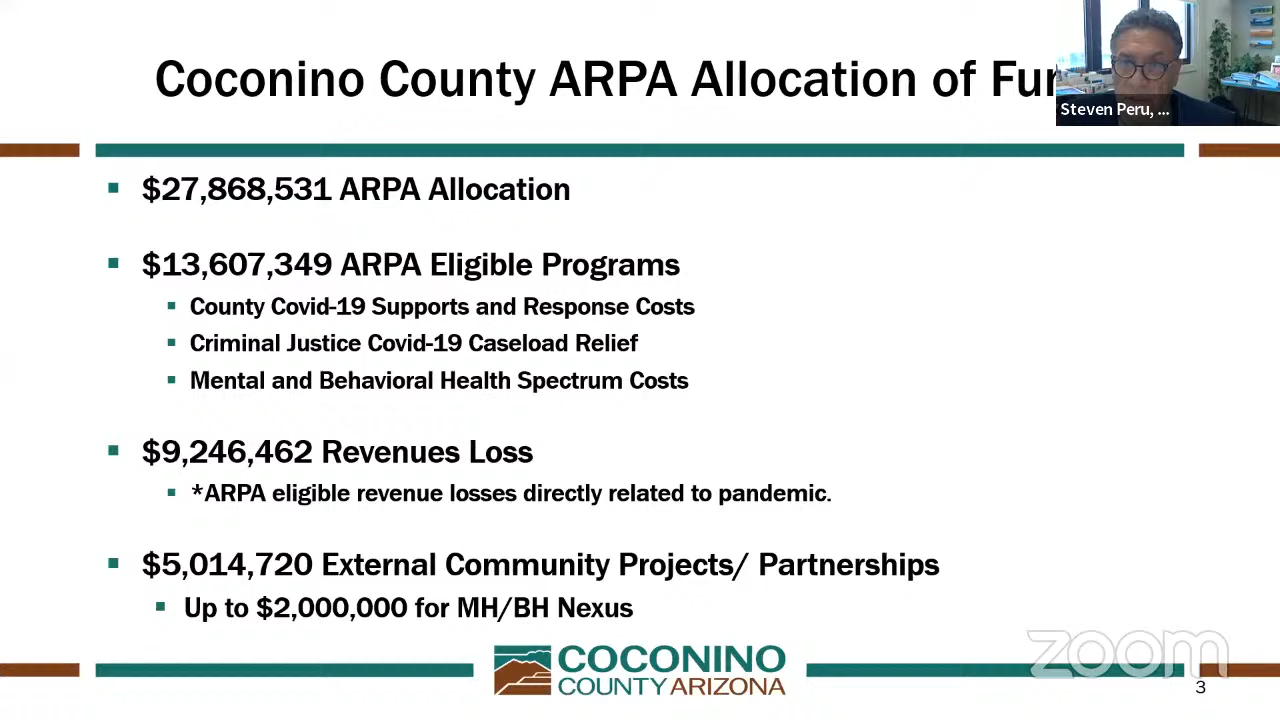 Coconino County ARPA Allocation of
Steven Peru, ...
▪ $27,868,531 ARPA Allocation
▪ $13,607,349 ARPA Eligible Programs
▪ County Covid-19 Supports and Response Costs
▪ Criminal Justice Covid-19 Caseload Relief
▪ Mental and Behavioral Health Spectrum Costs
▪ $9,246,462 Revenues Loss
▪ *ARPA eligible revenue losses directly related to pandemic.
▪ $5,014,720 External Community Projects/ Partnerships
▪ Up to $2,000,000 for MH/BH Nexus
COCONINO
COUNTY ARIZONA
zoom
3